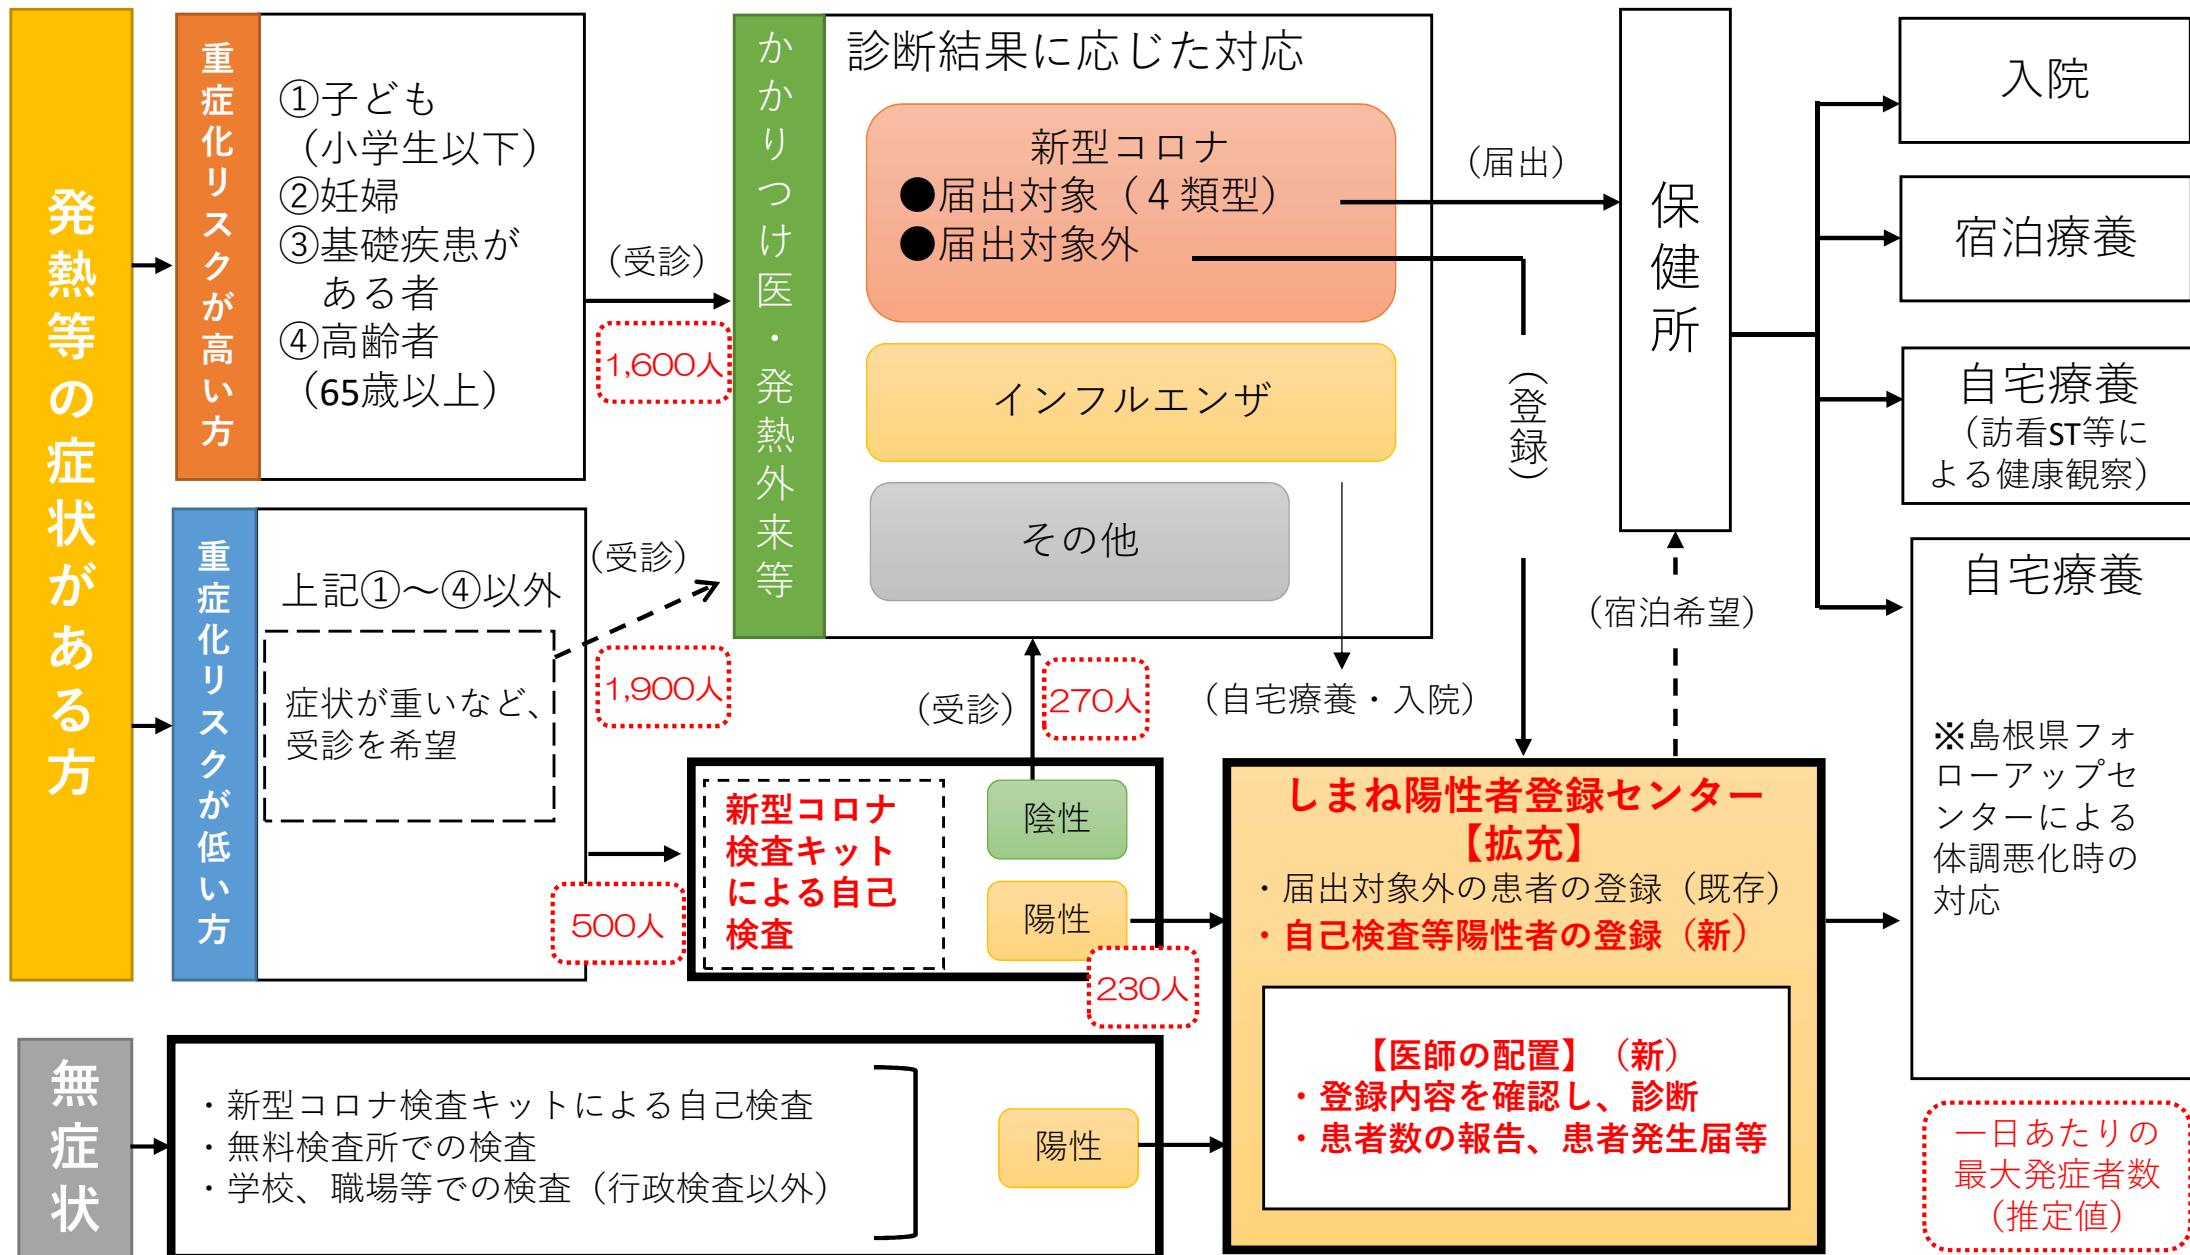 発熱等の症状がある方
重症化リスクが高い方
①子ども
（小学生以下）
②妊婦
③基礎疾患が
ある者
④高齢者
（65歳以上）
（受診）
1,600人
重症化リスクが低い方
上記①～④以外
症状が重いなど、
受診を希望
（受診）
1,900人
500人
かかりつけ医・発熱外来等
診断結果に応じた対応
新型コロナ
●届出対象（４類型）
●届出対象外
インフルエンザ
その他
（届出）
（登録）
（自宅療養・入院）
（受診）
270人
新型コロナ
検査キット
による自己
検査
陰性
陽性
230人
保健所
（宿泊希望）
入院
宿泊療養
自宅療養
（訪看ST等に
よる健康観察）
自宅療養
※島根県フォ
ローアップセ
ンターによる
体調悪化時の
対応
しまね陽性者登録センター
【拡充】
・届出対象外の患者の登録（既存）
・自己検査等陽性者の登録（新）
【医師の配置】（新）
・登録内容を確認し、診断
・患者数の報告、患者発生届等
無症状
・新型コロナ検査キットによる自己検査
・無料検査所での検査
・学校、職場等での検査（行政検査以外）
陽性
一日あたりの
最大発症者数
（推定値）